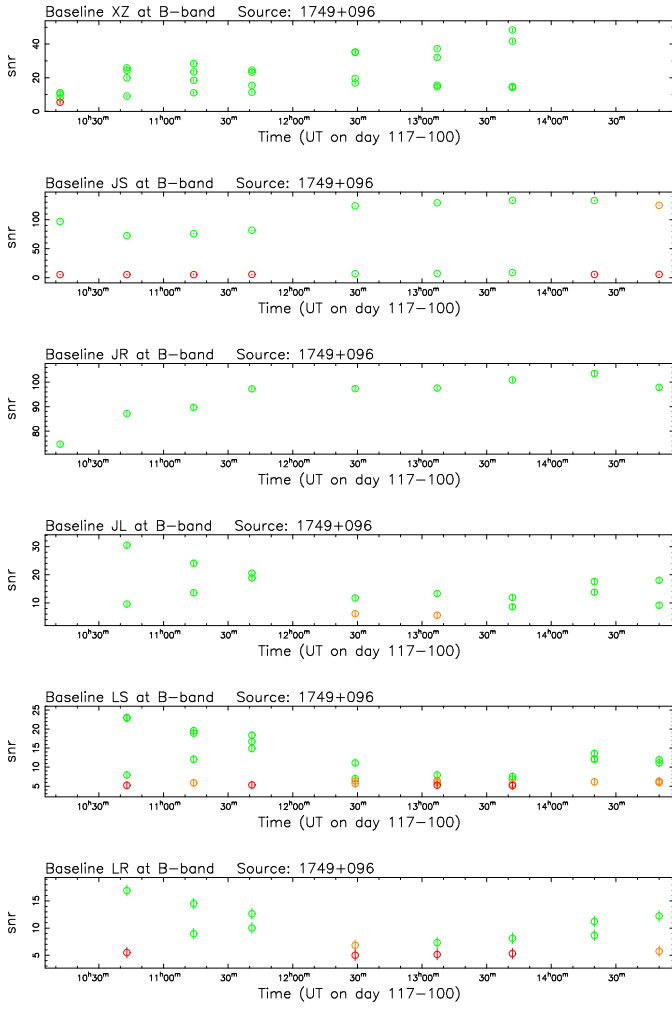 Baseline XZ at B-band Source: 1749+096
snr
40
20
0
10h30m 11h00m 30m 12h00m 30m 13h00m 30m 14h00m 30m
Time (UT on day 117-100)
Baseline JS at B-band Source: 1749+096
snr
100
50
0
10h30m 11h00m 30m 12h00m 30m 13h00m 30m 14h00m 30m
Time (UT on day 117-100)
Baseline JR at B-band Source: 1749+096
snr
100
90
80
10h30m 11h00m 30m 12h00m 30m 13h00m 30m 14h00m 30m
Time (UT on day 117-100)
Baseline JL at B-band Source: 1749+096
snr
30
20
10
10h30m 11h00m 30m 12h00m 30m 13h00m 30m 14h00m 30m
Time (UT on day 117-100)
Baseline LS at B-band Source: 1749+096
snr
25
20
15
10
5
10h30m 11h00m 30m 12h00m 30m 13h00m 30m 14h00m 30m
Time (UT on day 117-100)
Baseline LR at B-band Source: 1749+096
snr
15
10
5
10h30m 11h00m 30m 12h00m 30m 13h00m 30m 14h00m 30m
Time (UT on day 117-100)